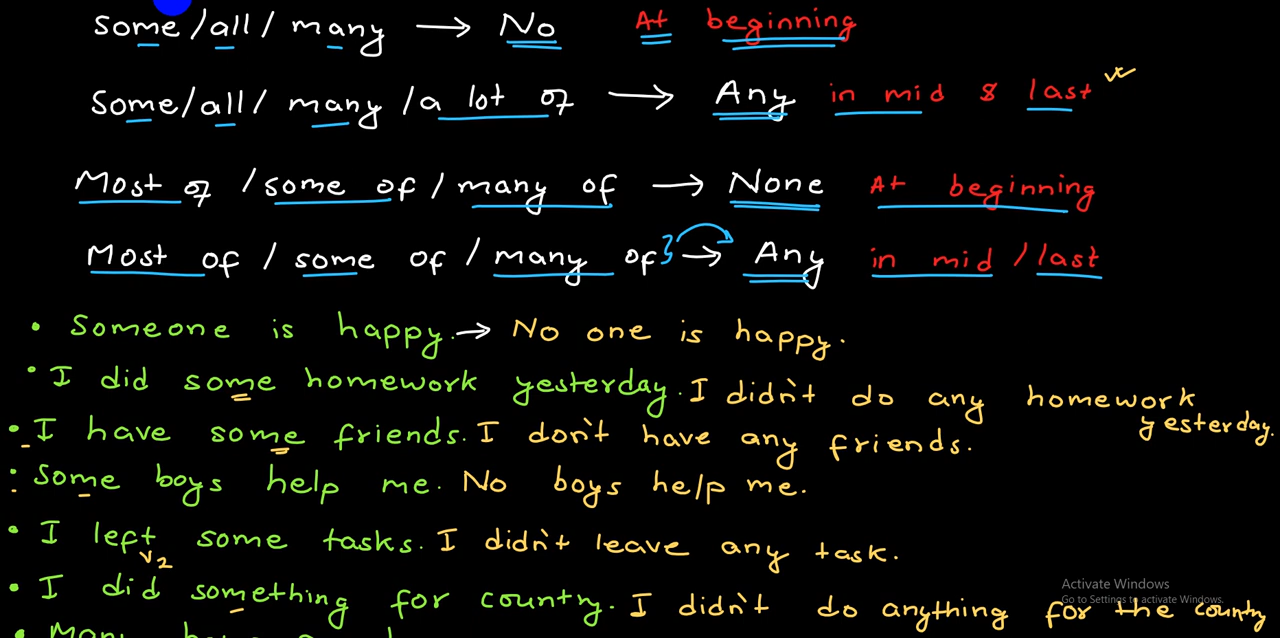 some / all / many → No At beginning
Some/all / many / a lot of → Any in mid & last
Most of / some of / many of → None At beginning
Most of / some of / many of } → Any in mid / last
• Someone is happy. → No one is happy.
• I did some homework yesterday. I didn't do any homework
yesterday.
• I have some friends. I don't have any friends.
: Some boys help me. No boys help me.
• I left some tasks. I didn't leave any task.
v2
Activate Windows
Go to Settings to activate Windows.
• I did something for country. I didn't do anything for the country
• Many